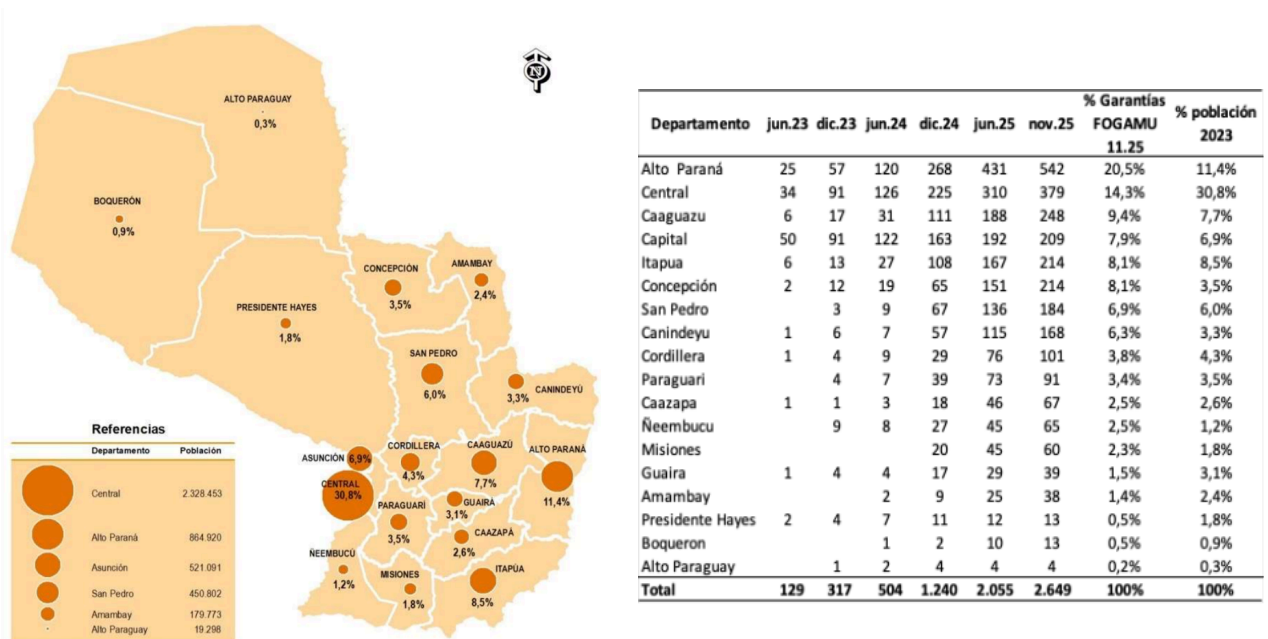 N
ALTO PARAGUAY
0,3%
BOQUERÓN
0,9%
CONCEPCIÓN
3,5%
AMAMBAY
2,4%
PRESIDENTE HAYES
1,8%
SAN PEDRO
6,0%
CANINDEYÚ
3,3%
ASUNCIÓN 6,9%
CORDILLERA
4,3%
CAAGUAZÚ
7,7%
ALTO PARANÁ
11,4%
CENTRAL
30,8%
PARAGUARÍ
3,5%
GUAIRÁ
3,1%
CAAZAPÁ
2,6%
ÑEEMBUCÚ
1,2%
MISIONES
1,8%
ITAPÚA
8,5%
Referencias
Departamento Población
Central 2.328.453
Alto Paraná 864.920
Asunción 521.091
San Pedro 450.802
Amambay 179.773
Alto Paraguay 19.298
Departamento jun.23 dic.23 jun.24 dic.24 jun.25 nov.25 % Garantías FOGAMU 11.25 % población 2023
Alto Paraná 25 57 120 268 431 542 20,5% 11,4%
Central 34 91 126 225 310 379 14,3% 30,8%
Caaguazu 6 17 31 111 188 248 9,4% 7,7%
Capital 50 91 122 163 192 209 7,9% 6,9%
Itapua 6 13 27 108 167 214 8,1% 8,5%
Concepción 2 12 19 65 151 214 8,1% 3,5%
San Pedro 3 9 67 136 184 6,9% 6,0%
Canindeyu 1 6 7 57 115 168 6,3% 3,3%
Cordillera 1 4 9 29 76 101 3,8% 4,3%
Paraguari 4 7 39 73 91 3,4% 3,5%
Caazapa 1 1 3 18 46 67 2,5% 2,6%
Ñeembucu 9 8 27 45 65 2,5% 1,2%
Misiones 20 45 60 2,3% 1,8%
Guaira 1 4 4 17 29 39 1,5% 3,1%
Amambay 2 9 25 38 1,4% 2,4%
Presidente Hayes 2 4 7 11 12 13 0,5% 1,8%
Boqueron 1 2 10 13 0,5% 0,9%
Alto Paraguay 1 2 4 4 4 0,2% 0,3%
Total 129 317 504 1.240 2.055 2.649 100% 100%